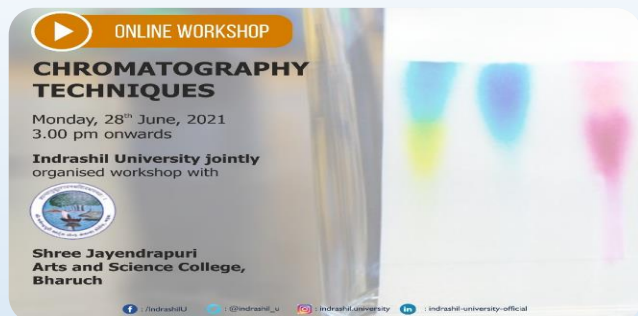 ONLINE WORKSHOP
CHROMATOGRAPHY
TECHNIQUES
Monday, 28th June, 2021
3.00 pm onwards
Indrashil University jointly
organised workshop with
Shree Jayendrapuri
Arts and Science College,
Bharuch
: /IndrashilU : @indrashil_u : indrashil.university in : indrashil-university-official